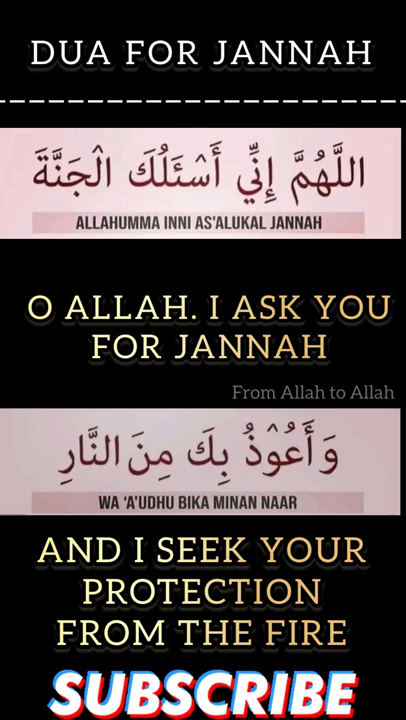 DUA FOR JANNAH
اللَّهُمَّ إِنِّي أَسْئَلُكَ الْجَنَّةَ
ALLAHUMMA INNI AS'ALUKAL JANNAH
O ALLAH. I ASK YOU
FOR JANNAH
From Allah to Allah
وَ أَعُوْذُ بِكَ مِنَ النَّارِ
WA ‘A'UDHU BIKA MINAN NAAR
AND I SEEK YOUR
PROTECTION
FROM THE FIRE
SUBSCRIBE